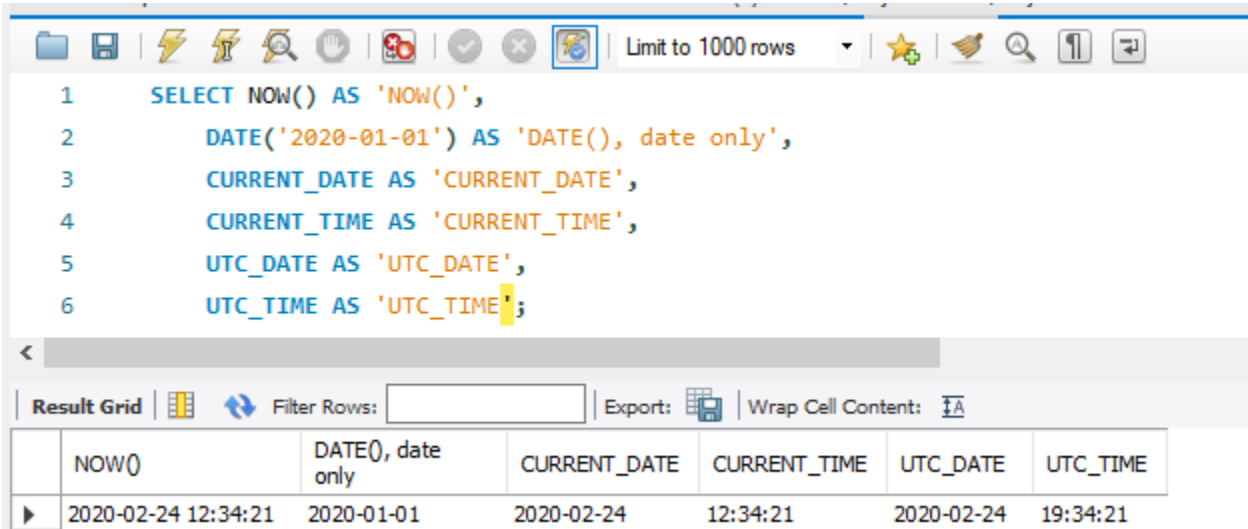 Limit to 1000 rows
1 SELECT NOW() AS 'NOW()',
2 DATE('2020-01-01') AS 'DATE(), date only',
3 CURRENT_DATE AS 'CURRENT_DATE',
4 CURRENT_TIME AS 'CURRENT_TIME',
5 UTC_DATE AS 'UTC_DATE',
6 UTC_TIME AS 'UTC_TIME';
Result Grid Filter Rows: Export: Wrap Cell Content: IA
NOW() DATE(), date only CURRENT_DATE CURRENT_TIME UTC_DATE UTC_TIME
2020-02-24 12:34:21 2020-01-01 2020-02-24 12:34:21 2020-02-24 19:34:21